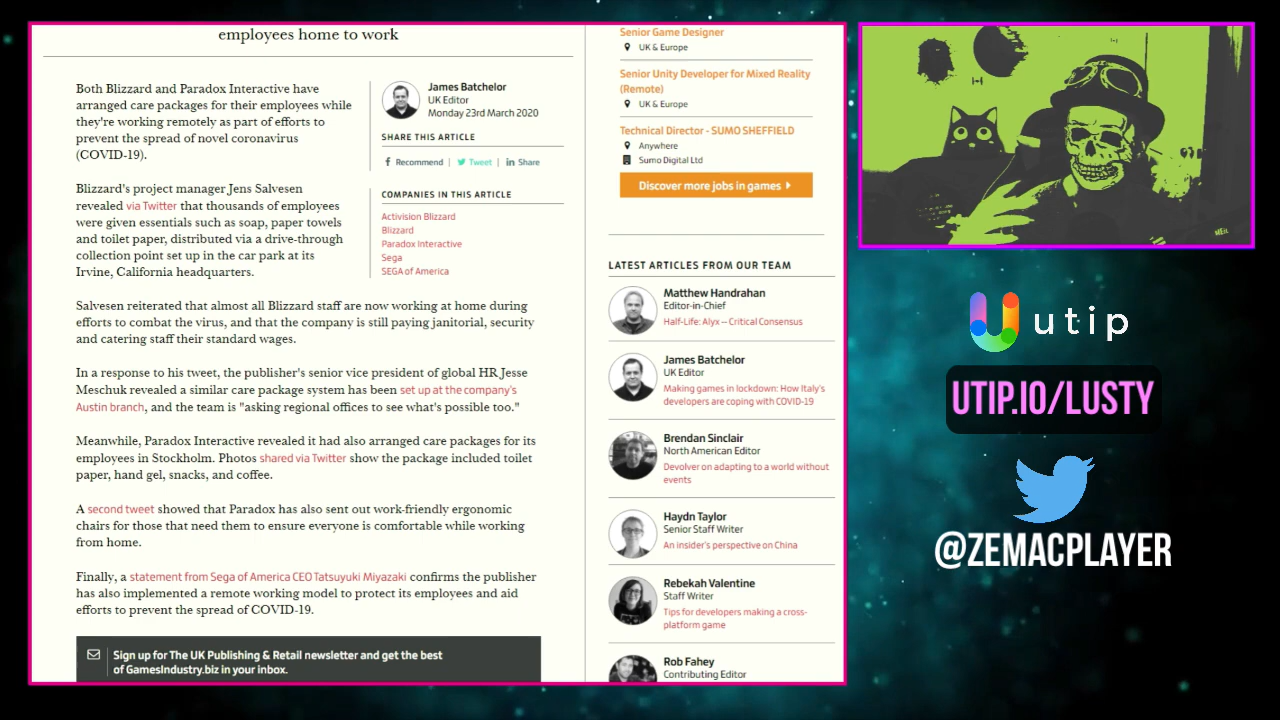 employees home to work
Both Blizzard and Paradox Interactive have
arranged care packages for their employees while
they're working remotely as part of efforts to
prevent the spread of novel coronavirus
(COVID-19).
Blizzard's project manager Jens Salvesen
revealed via Twitter that thousands of employees
were given essentials such as soap, paper towels
and toilet paper, distributed via a drive-through
collection point set up in the car park at its
Irvine, California headquarters.
James Batchelor
UK Editor
Monday 23rd March 2020
SHARE THIS ARTICLE
Recommend | Tweet | in Share
COMPANIES IN THIS ARTICLE
Activision Blizzard
Blizzard
Paradox Interactive
Sega
SEGA of America
Salvesen reiterated that almost all Blizzard staff are now working at home during
efforts to combat the virus, and that the company is still paying janitorial, security
and catering staff their standard wages.
In a response to his tweet, the publisher's senior vice president of global HR Jesse
Meschuk revealed a similar care package system has been set up at the company's
Austin branch, and the team is "asking regional offices to see what's possible too."
Meanwhile, Paradox Interactive revealed it had also arranged care packages for its
employees in Stockholm. Photos shared via Twitter show the package included toilet
paper, hand gel, snacks, and coffee.
A second tweet showed that Paradox has also sent out work-friendly ergonomic
chairs for those that need them to ensure everyone is comfortable while working
from home.
Finally, a statement from Sega of America CEO Tatsuyuki Miyazaki confirms the publisher
has also implemented a remote working model to protect its employees and aid
efforts to prevent the spread of COVID-19.
Sign up for The UK Publishing & Retail newsletter and get the best
of GamesIndustry.biz in your inbox.
Senior Game Designer
UK & Europe
Senior Unity Developer for Mixed Reality
(Remote)
UK & Europe
Technical Director - SUMO SHEFFIELD
Anywhere
Sumo Digital Ltd
Discover more jobs in games
LATEST ARTICLES FROM OUR TEAM
Matthew Handrahan
Editor-in-Chief
Half-Life: Alyx -- Critical Consensus
James Batchelor
UK Editor
Making games in lockdown: How Italy's
developers are coping with COVID-19
Brendan Sinclair
North American Editor
Devolver on adapting to a world without
events
Haydn Taylor
Senior Staff Writer
An insider's perspective on China
Rebekah Valentine
Staff Writer
Tips for developers making a cross-
platform game
Rob Fahey
Contributing Editor
utip
UTIP.IO/LUSTY
@ZEMACPLAYER